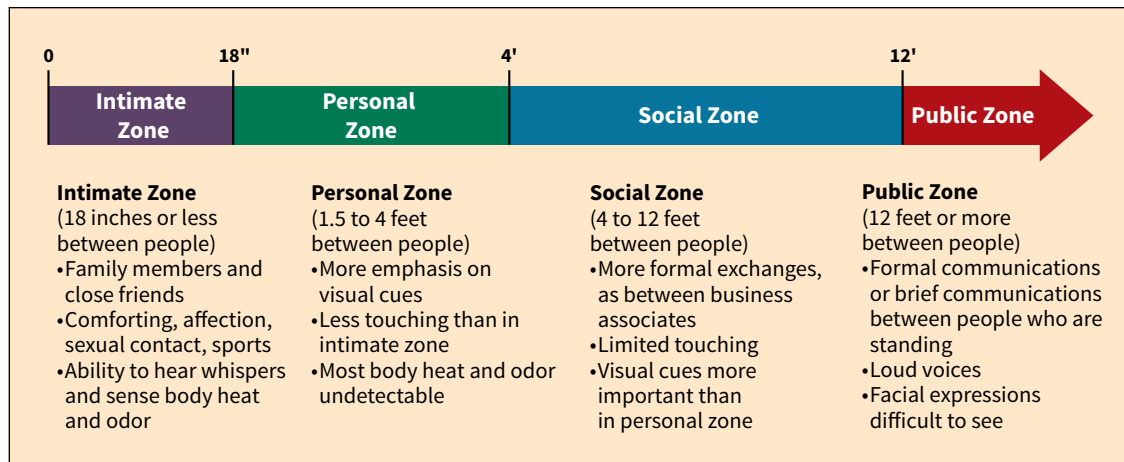 0
18"
4'
12'
Intimate
Zone
Personal
Zone
Social Zone
Public Zone
Intimate Zone
(18 inches or less
between people)
•Family members and
close friends
•Comforting, affection,
sexual contact, sports
•Ability to hear whispers
and sense body heat
and odor
Personal Zone
(1.5 to 4 feet
between people)
•More emphasis on
visual cues
•Less touching than in
intimate zone
•Most body heat and odor
undetectable
Social Zone
(4 to 12 feet
between people)
•More formal exchanges,
as between business
associates
•Limited touching
•Visual cues more
important than
in personal zone
Public Zone
(12 feet or more
between people)
•Formal communications
or brief communications
between people who are
standing
•Loud voices
•Facial expressions
difficult to see